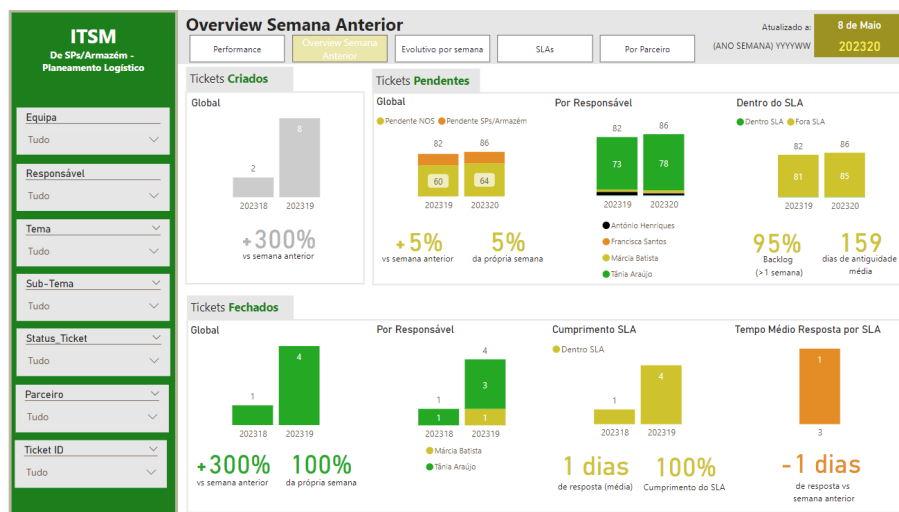 ITSM
De SPs/Armazém -
Planeamento Logístico
Equipa
Tudo
Responsável
Tudo
Tema
Tudo
Sub-Tema
Tudo
Status_Ticket
Tudo
Parceiro
Tudo
Ticket ID
Tudo
Overview Semana Anterior
Performance
Overview Semana
Anterior
Evolutivo por semana
SLAs
Por Parceiro
Atualizado a:
(ANO SEMANA) YYYYWW
8 de Maio
202320
Tickets Criados
Global
2
8
202318 202319
+300%
vs semana anterior
Tickets Pendentes
Global
Pendente NOS Pendente SPs/Armazém
82 86
60 64
202319 202320
+5%
vs semana anterior
5%
da própria semana
Por Responsável
82 86
73 78
202319 202320
António Henriques
Francisca Santos
Márcia Batista
Tânia Araújo
Dentro do SLA
Dentro SLA Fora SLA
82 86
81 85
202319 202320
95%
Backlog
(>1 semana)
159
dias de antiguidade
média
Tickets Fechados
Global
1
4
202318 202319
+300%
vs semana anterior
100%
da própria semana
Por Responsável
4
1
3
1 1
202318 202319
Márcia Batista
Tânia Araújo
Cumprimento SLA
Dentro SLA
1
4
202318 202319
1 dias
de resposta (média)
100%
Cumprimento do SLA
Tempo Médio Resposta por SLA
1
3
-1 dias
de resposta vs
semana anterior